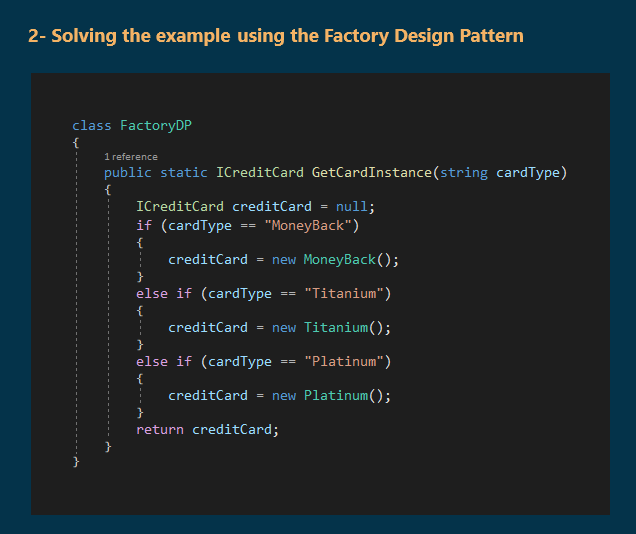 2- Solving the example using the Factory Design Pattern
class FactoryDP
{
1 reference
public static ICreditCard GetCardInstance(string cardType)
{
ICreditCard creditCard = null;
if (cardType == "MoneyBack")
{
creditCard = new MoneyBack();
}
else if (cardType == "Titanium")
{
creditCard = new Titanium();
}
else if (cardType == "Platinum")
{
creditCard = new Platinum();
}
return creditCard;
}
}